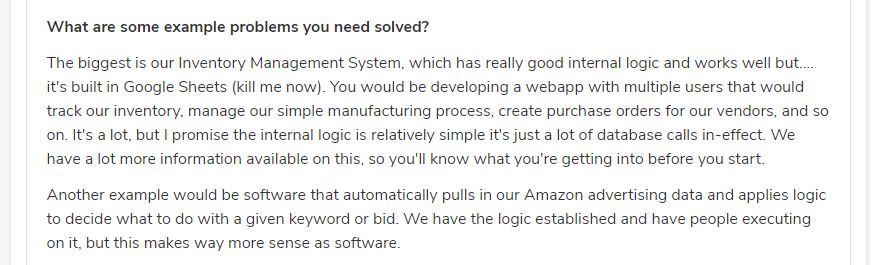 What are some example problems you need solved?
The biggest is our Inventory Management System, which has really good internal logic and works well but....
it's built in Google Sheets (kill me now). You would be developing a webapp with multiple users that would
track our inventory, manage our simple manufacturing process, create purchase orders for our vendors, and so
on. It's a lot, but I promise the internal logic is relatively simple it's just a lot of database calls in-effect. We
have a lot more information available on this, so you'll know what you're getting into before you start.
Another example would be software that automatically pulls in our Amazon advertising data and applies logic
to decide what to do with a given keyword or bid. We have the logic established and have people executing
on it, but this makes way more sense as software.